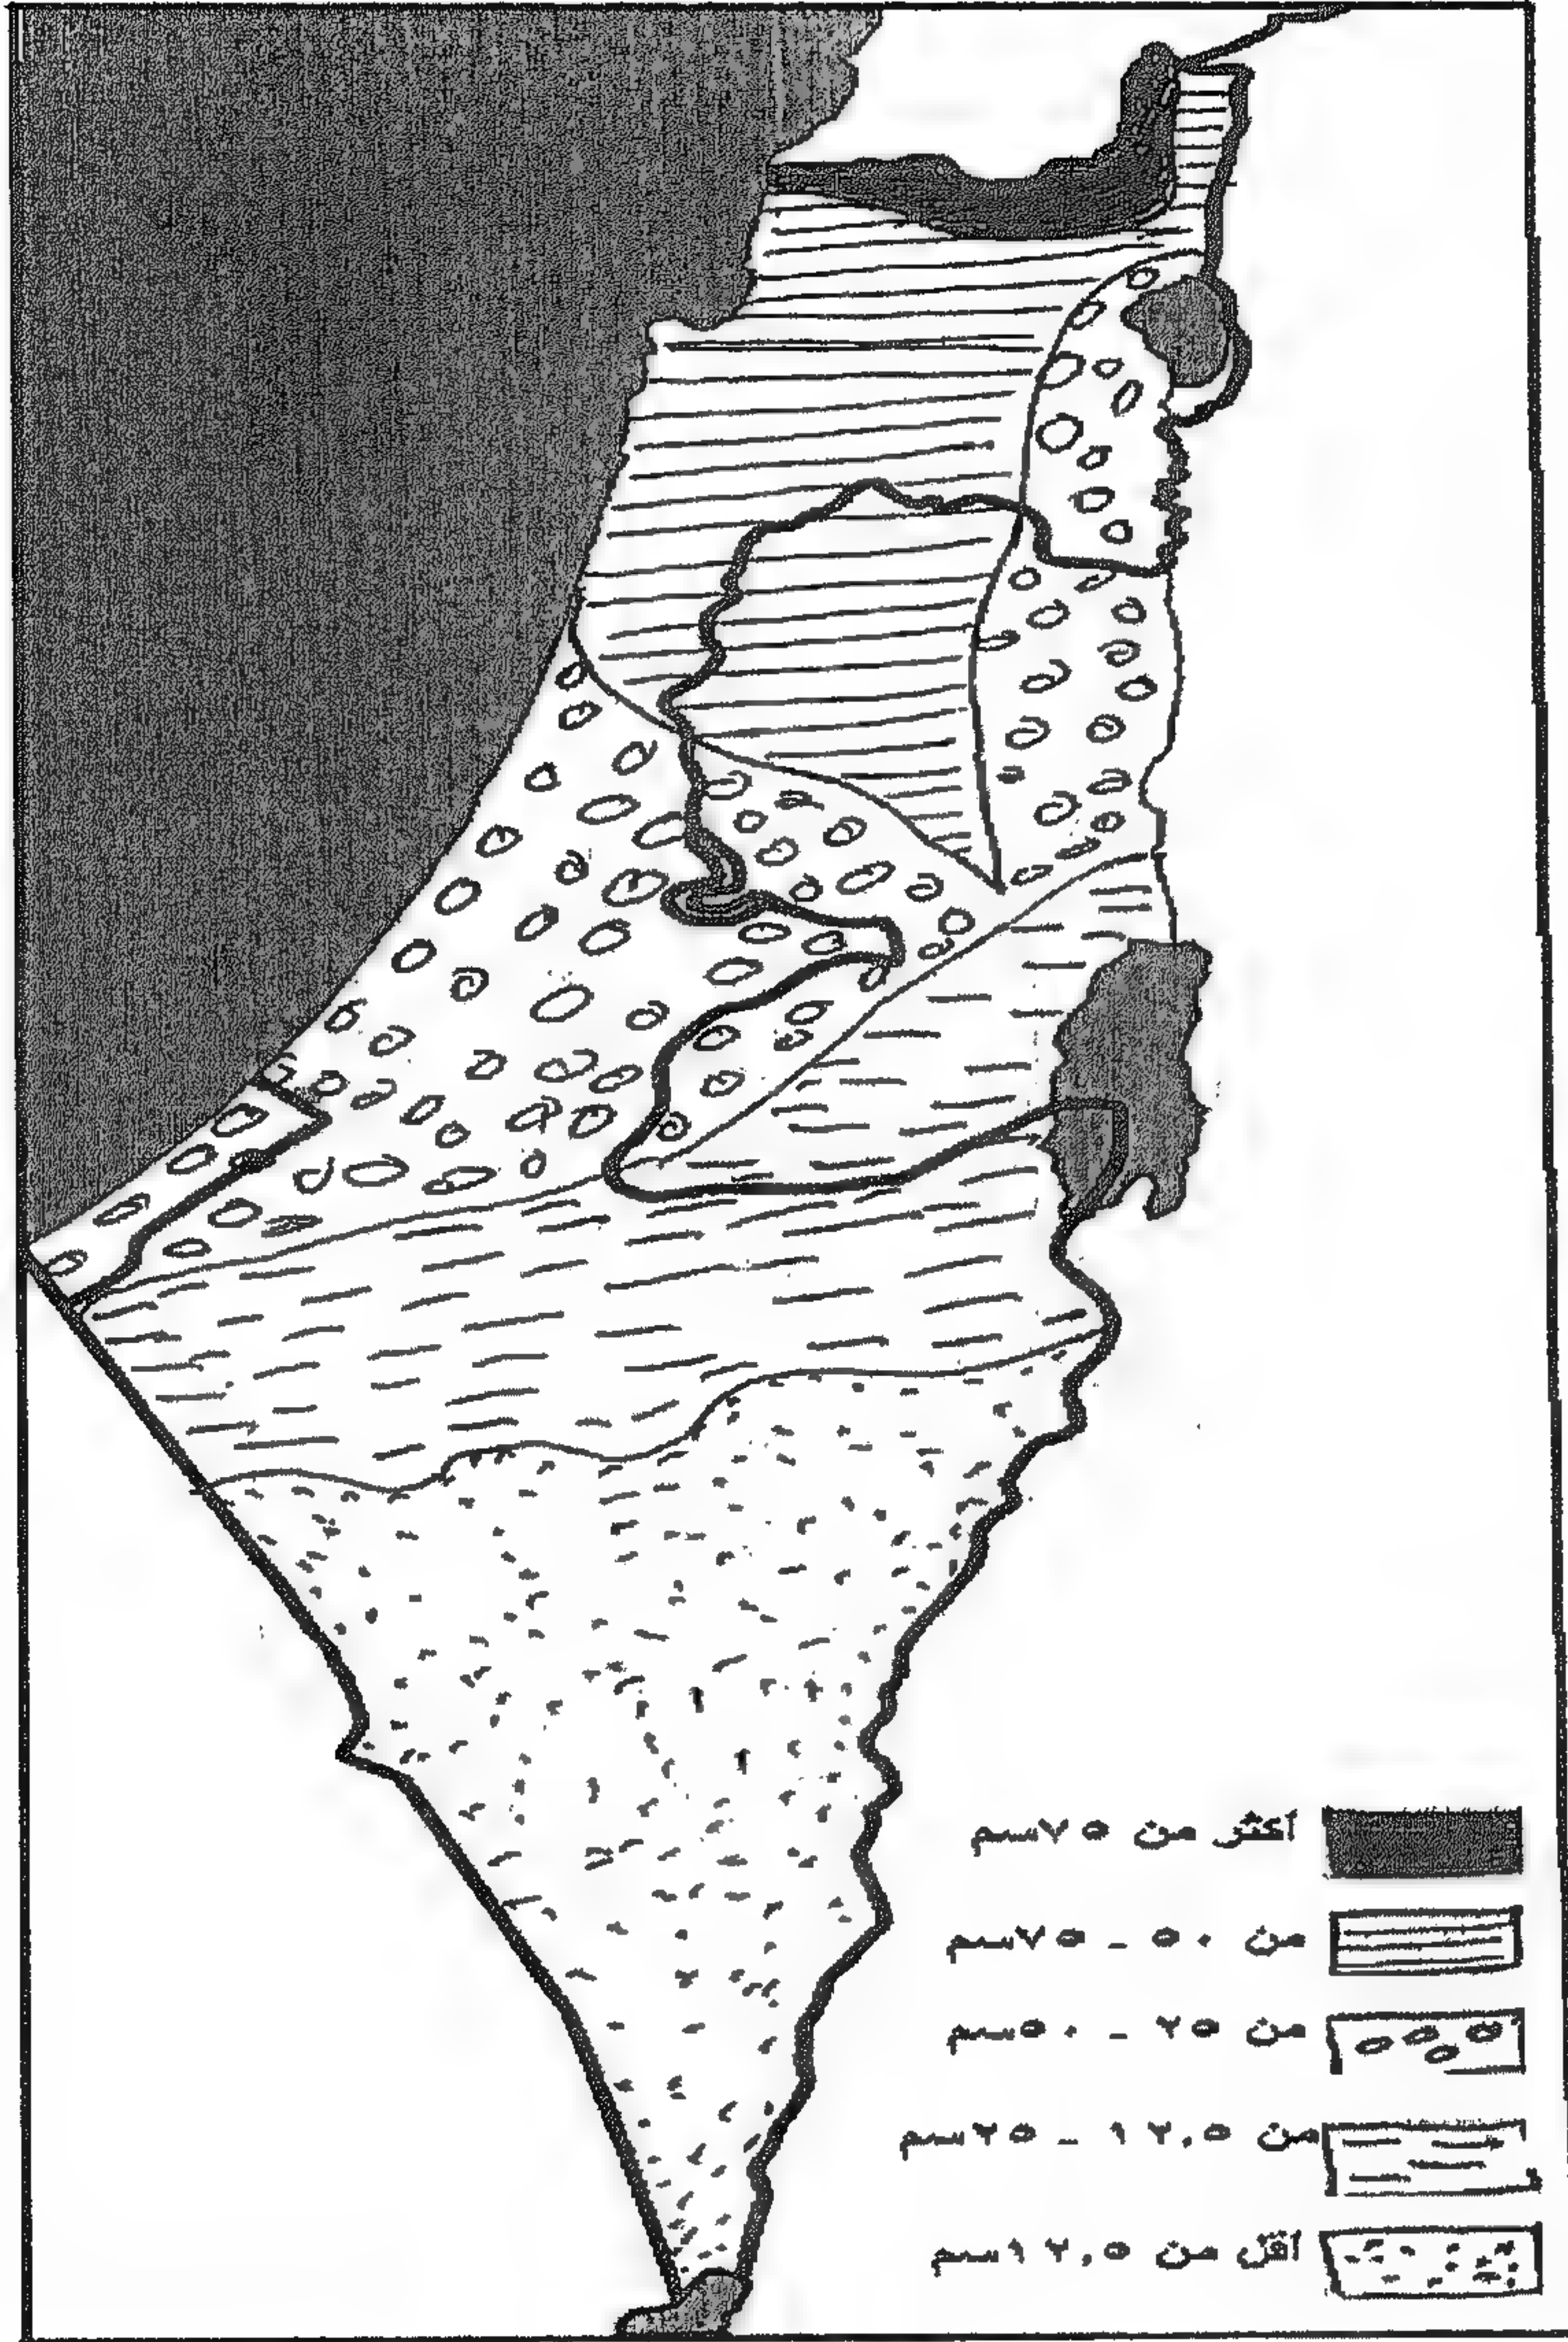 أكثر من ٧٥سم
من ٥٠ - ٧٥سم
من ٢٥ - ٥٠سم
من ١٢,٥ - ٢٥سم
أقل من ١٢,٥سم